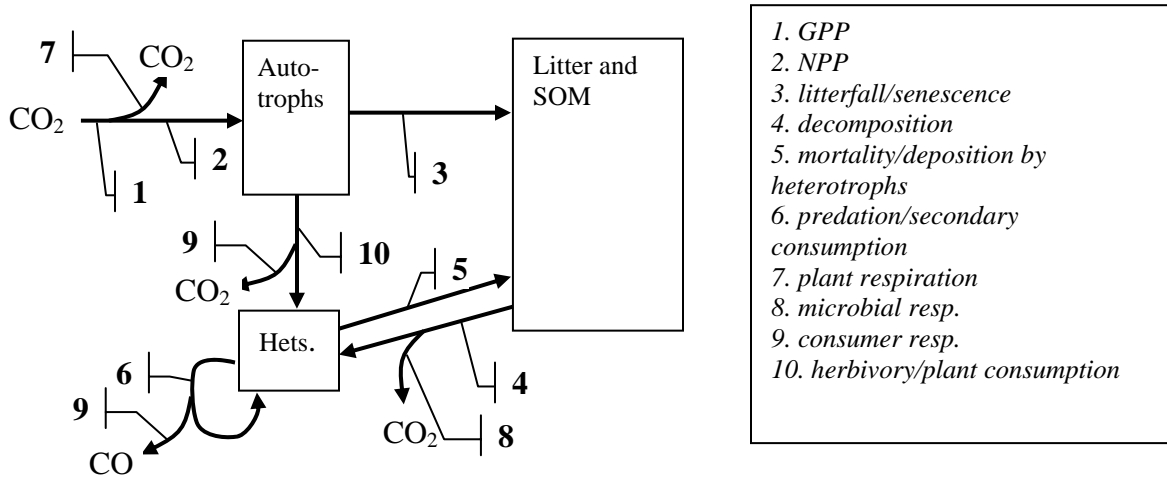 7
CO₂
CO₂
1
2
Auto-
trophs
3
Litter and
SOM
9
10
CO₂
5
Hets.
6
9
CO
4
CO₂
8
1. GPP
2. NPP
3. litterfall/senescence
4. decomposition
5. mortality/deposition by
heterotrophs
6. predation/secondary
consumption
7. plant respiration
8. microbial resp.
9. consumer resp.
10. herbivory/plant consumption